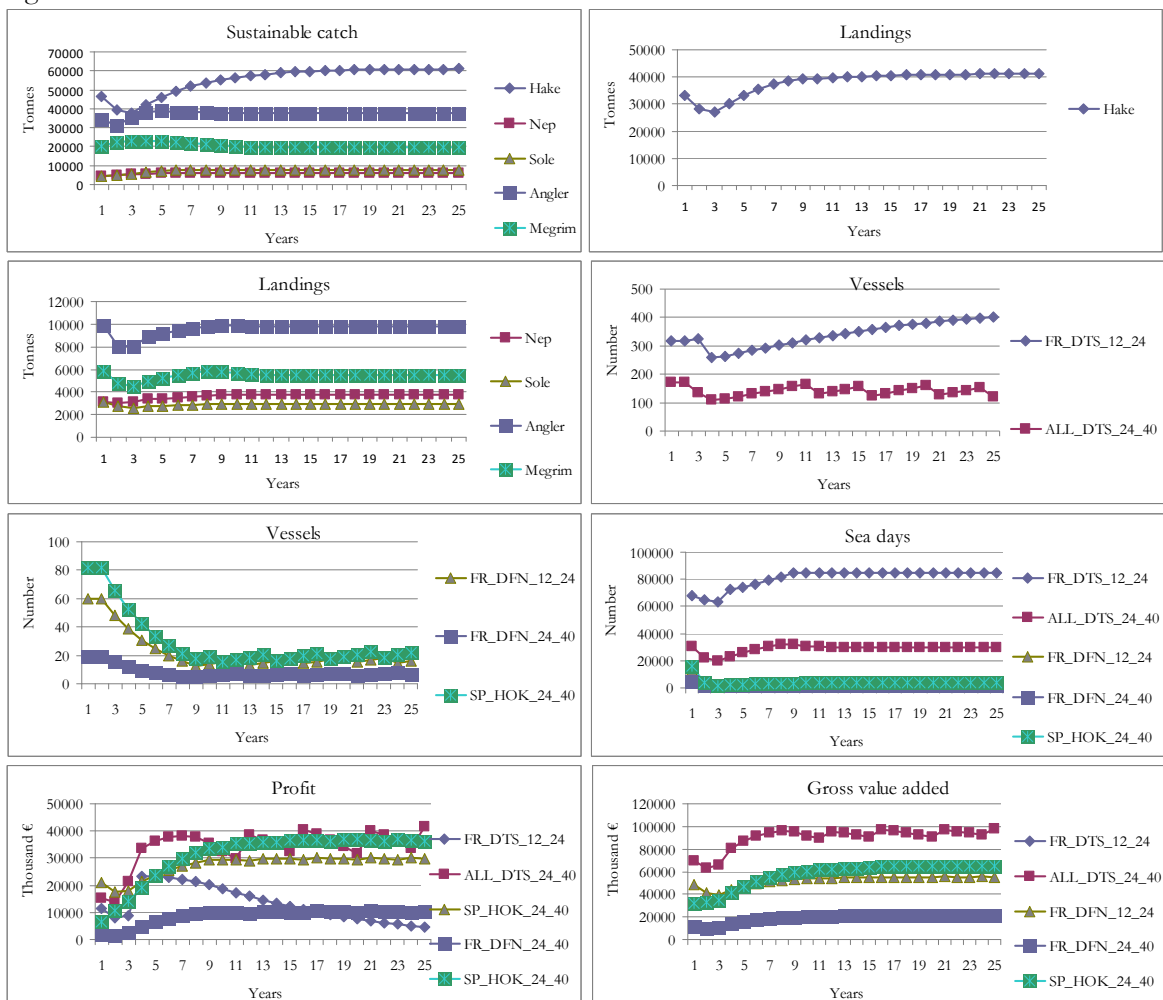 Sustainable catch
Tonnes
70000
60000
50000
40000
30000
20000
10000
0
1 3 5 7 9 11 13 15 17 19 21 23 25
Years
Hake
Nep
Sole
Angler
Megrim
Landings
Tonnes
50000
40000
30000
20000
10000
0
1 3 5 7 9 11 13 15 17 19 21 23 25
Years
Hake
Landings
Tonnes
12000
10000
8000
6000
4000
2000
0
1 3 5 7 9 11 13 15 17 19 21 23 25
Years
Nep
Sole
Angler
Megrim
Vessels
Number
500
400
300
200
100
0
1 3 5 7 9 11 13 15 17 19 21 23 25
Years
FR_DTS_12_24
ALL_DTS_24_40
Vessels
Number
100
80
60
40
20
0
1 3 5 7 9 11 13 15 17 19 21 23 25
Years
FR_DFN_12_24
FR_DFN_24_40
SP_HOK_24_40
Sea days
Number
100000
80000
60000
40000
20000
0
1 3 5 7 9 11 13 15 17 19 21 23 25
Years
FR_DTS_12_24
ALL_DTS_24_40
FR_DFN_12_24
FR_DFN_24_40
SP_HOK_24_40
Profit
Thousand €
50000
40000
30000
20000
10000
0
1 3 5 7 9 11 13 15 17 19 21 23 25
Years
FR_DTS_12_24
ALL_DTS_24_40
SP_HOK_24_40
FR_DFN_24_40
SP_HOK_24_40
Gross value added
Thousand €
120000
100000
80000
60000
40000
20000
0
1 3 5 7 9 11 13 15 17 19 21 23 25
Years
FR_DTS_12_24
ALL_DTS_24_40
FR_DFN_12_24
FR_DFN_24_40
SP_HOK_24_40